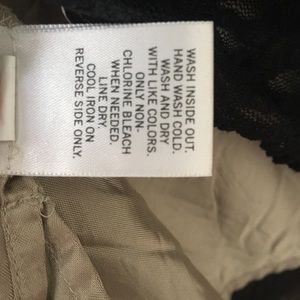 WASH INSIDE OUT.
HAND WASH COLD.
WASH AND DRY
WITH LIKE COLORS.
ONLY NON-
CHLORINE BLEACH
WHEN NEEDED.
LINE DRY.
COOL IRON ON
REVERSE SIDE ONLY.